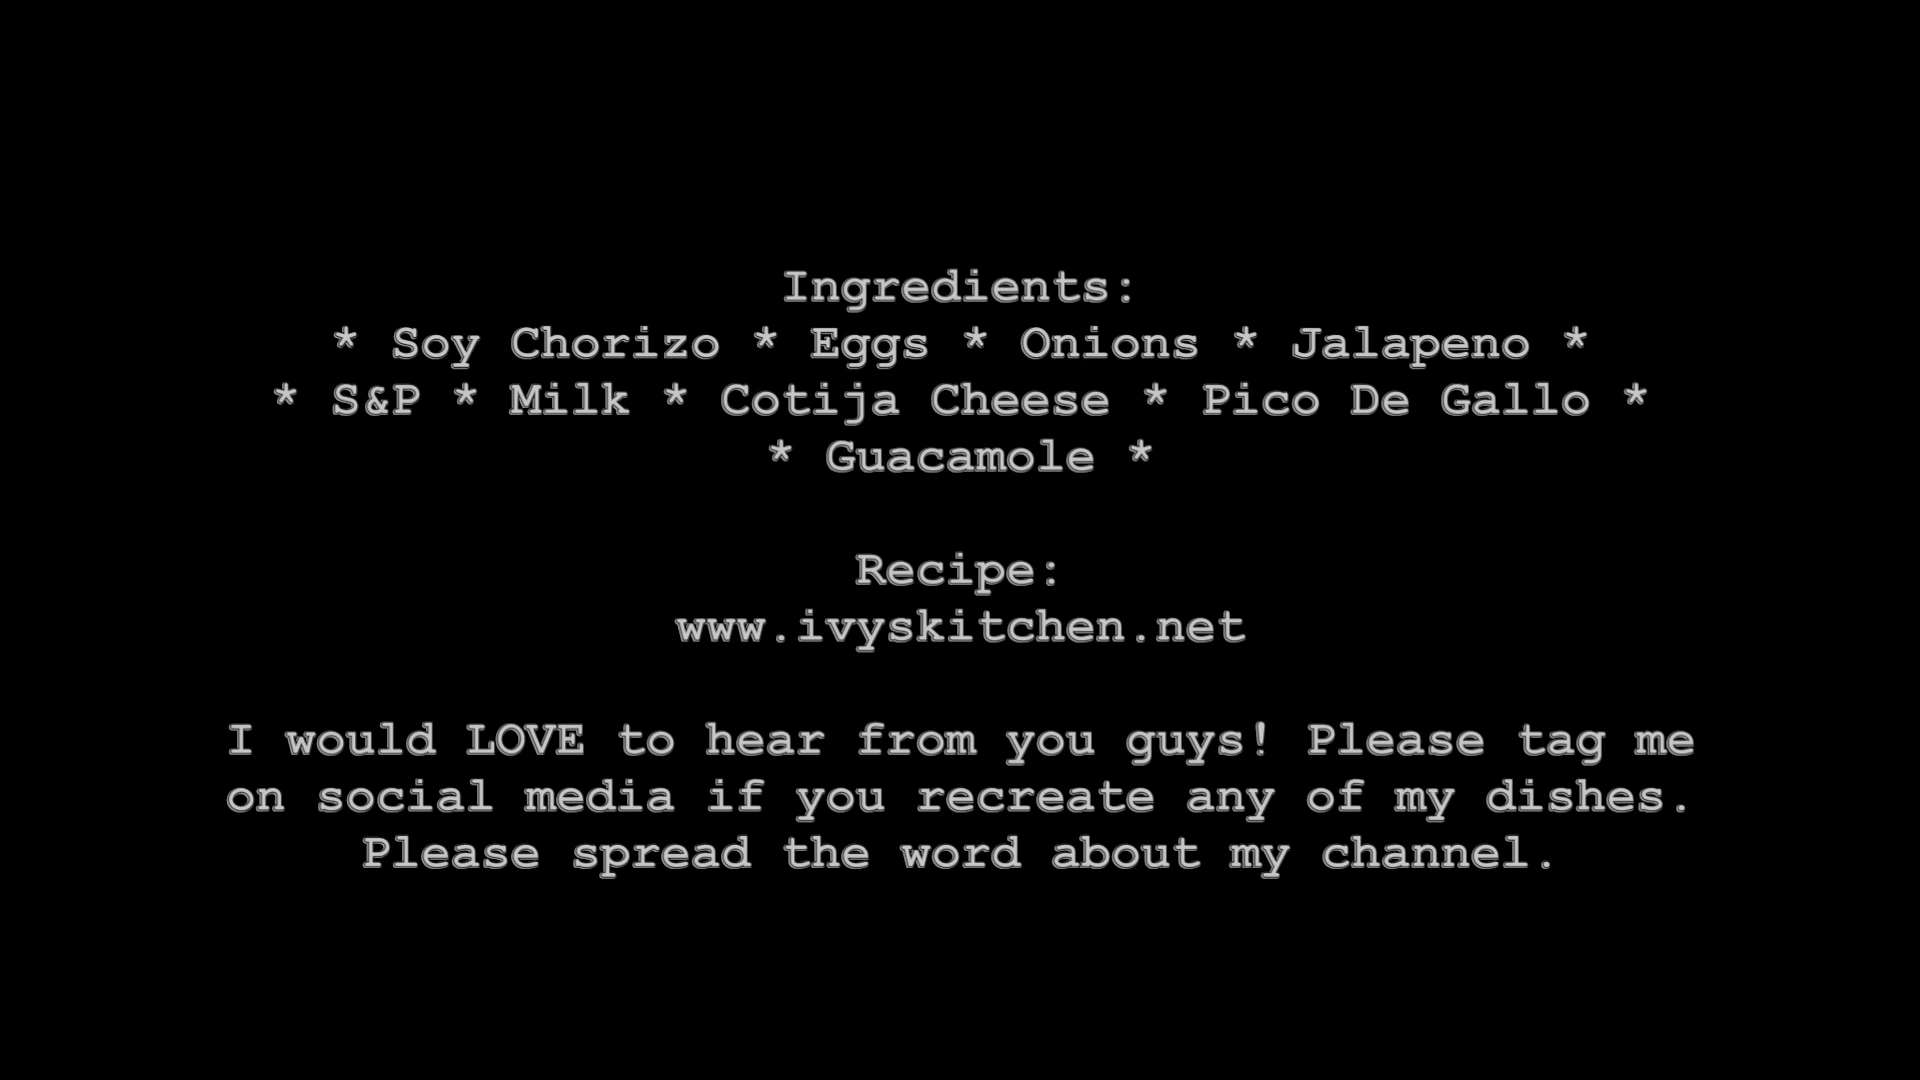 Ingredients:
* Soy Chorizo * Eggs * Onions * Jalapeno *
* S&P * Milk * Cotija Cheese * Pico De Gallo *
* Guacamole *
Recipe:
www.ivyskitchen.net
I would LOVE to hear from you guys! Please tag me
on social media if you recreate any of my dishes.
Please spread the word about my channel.